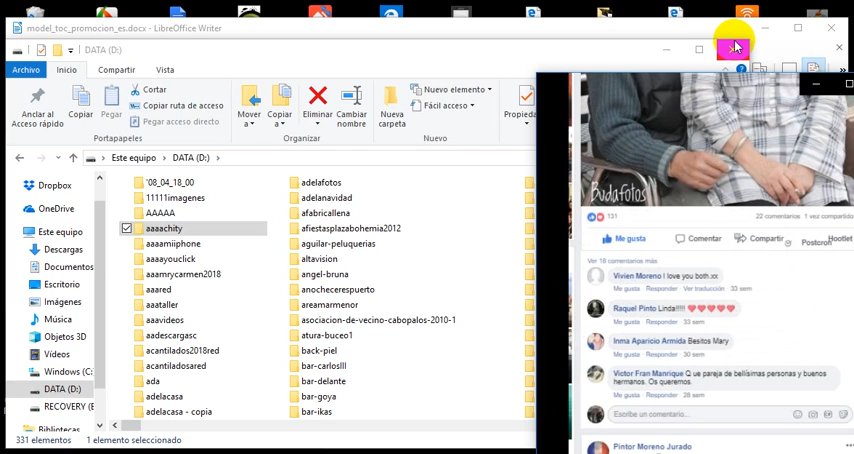 model_toc_promocion_es.docx - LibreOffice Writer
DATA (D:)
Archivo Inicio Compartir Vista
Anclar al Acceso rápido
Copiar
Pegar
Cortar
Copiar ruta de acceso
Pegar acceso directo
Portapapeles
Mover a
Copiar a
Eliminar
Cambiar nombre
Organizar
Nueva carpeta
Nuevo elemento
Fácil acceso
Nuevo
Propieda
Este equipo > DATA (D:) >
Dropbox
OneDrive
Este equipo
Descargas
Documentos
Escritorio
Imágenes
Música
Objetos 3D
Vídeos
Windows (C:
DATA (D:)
RECOVERY (E
Bibliotecas
'08_04_18_00
11111imagenes
AAAAA
aaaachity
aaaamiiphone
aaaayouclick
aaamrycarmen2018
aaared
aaataller
aaavideos
aadescargasc
acantilados2018red
acantiladosared
ada
adelacasa
adelacasa - copia
adelafotos
adelanavidad
afabricallena
afiestasplazabohemia2012
aguilar-peluquerias
altavision
angel-bruna
anochecerespuerto
areamarmenor
asociacion-de-vecino-cabopalos-2010-1
atura-buceo1
back-piel
bar-carlosIII
bar-delante
bar-goya
bar-ikas
331 elementos 1 elemento seleccionado
Budafotos
131
22 comentarios 1 vez compartido
Me gusta Comentar Compartir Postcron Hootlet
Ver 18 comentarios más
Vivien Moreno I love you both.xx
Me gusta · Responder · Ver traducción · 30 sem
Raquel Pinto Linda!!!!! ❤❤❤❤❤
Me gusta · Responder · 33 sem
Inma Aparicio Armida Besitos Mary
Me gusta · Responder · 30 sem
Victor Fran Manrique Q ue pareja de bellísimas personas y buenos
hermanos. Os queremos.
Me gusta · Responder · 28 sem
Escribe un comentario...
Pintor Moreno Jurado